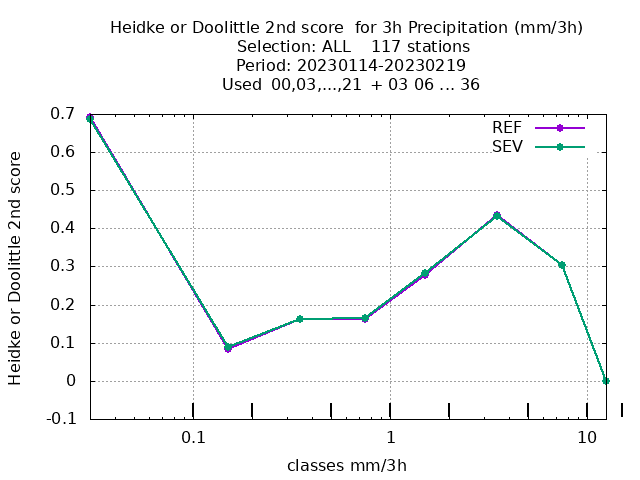 Heidke or Doolittle 2nd score  for 3h Precipitation (mm/3h)
Selection: ALL    117 stations
Period: 20230114-20230219
Used  00,03,...,21  + 03 06 ... 36
REF
SEV
0.7
0.6
0.5
0.4
0.3
0.2
0.1
0
-0.1
Heidke or Doolittle 2nd score
0.1
1
10
classes mm/3h